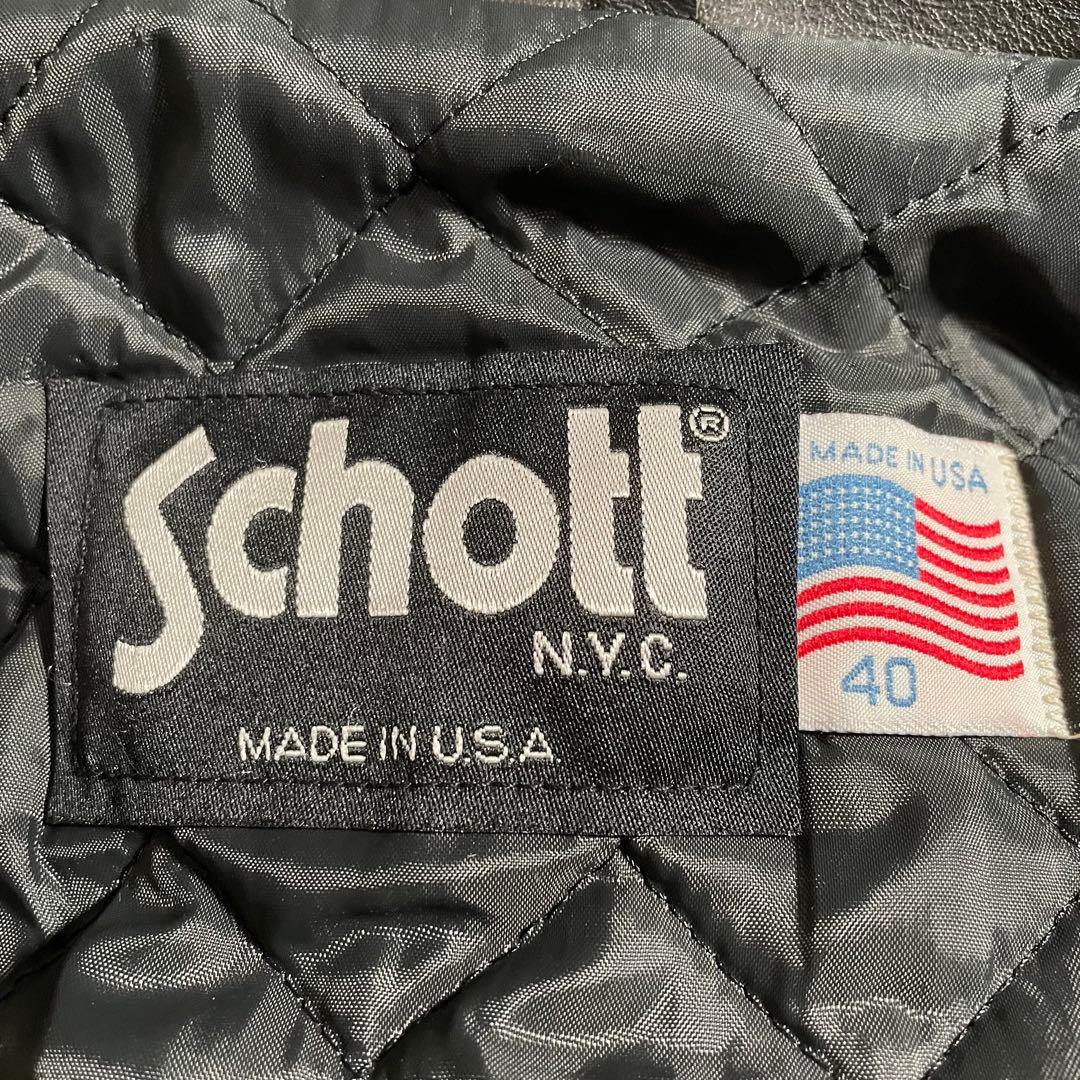 Schott®
N.Y.C.
MADE IN U.S.A
MADE IN USA
40